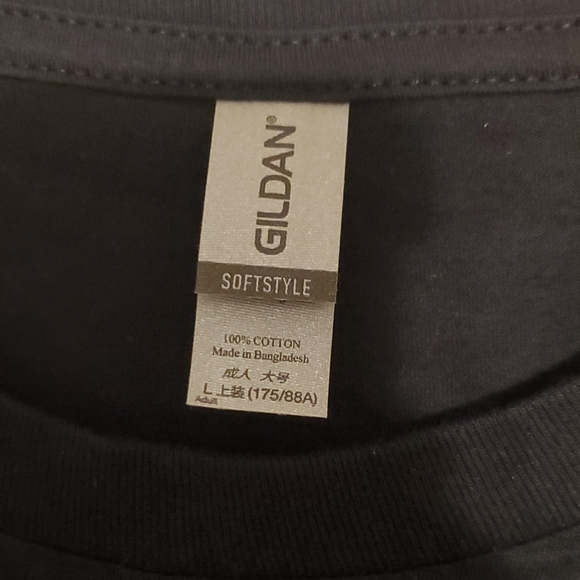 GILDAN®
SOFTSTYLE
100% COTTON
Made in Bangladesh
成人 大号
L 上装 (175/88A)
Adult